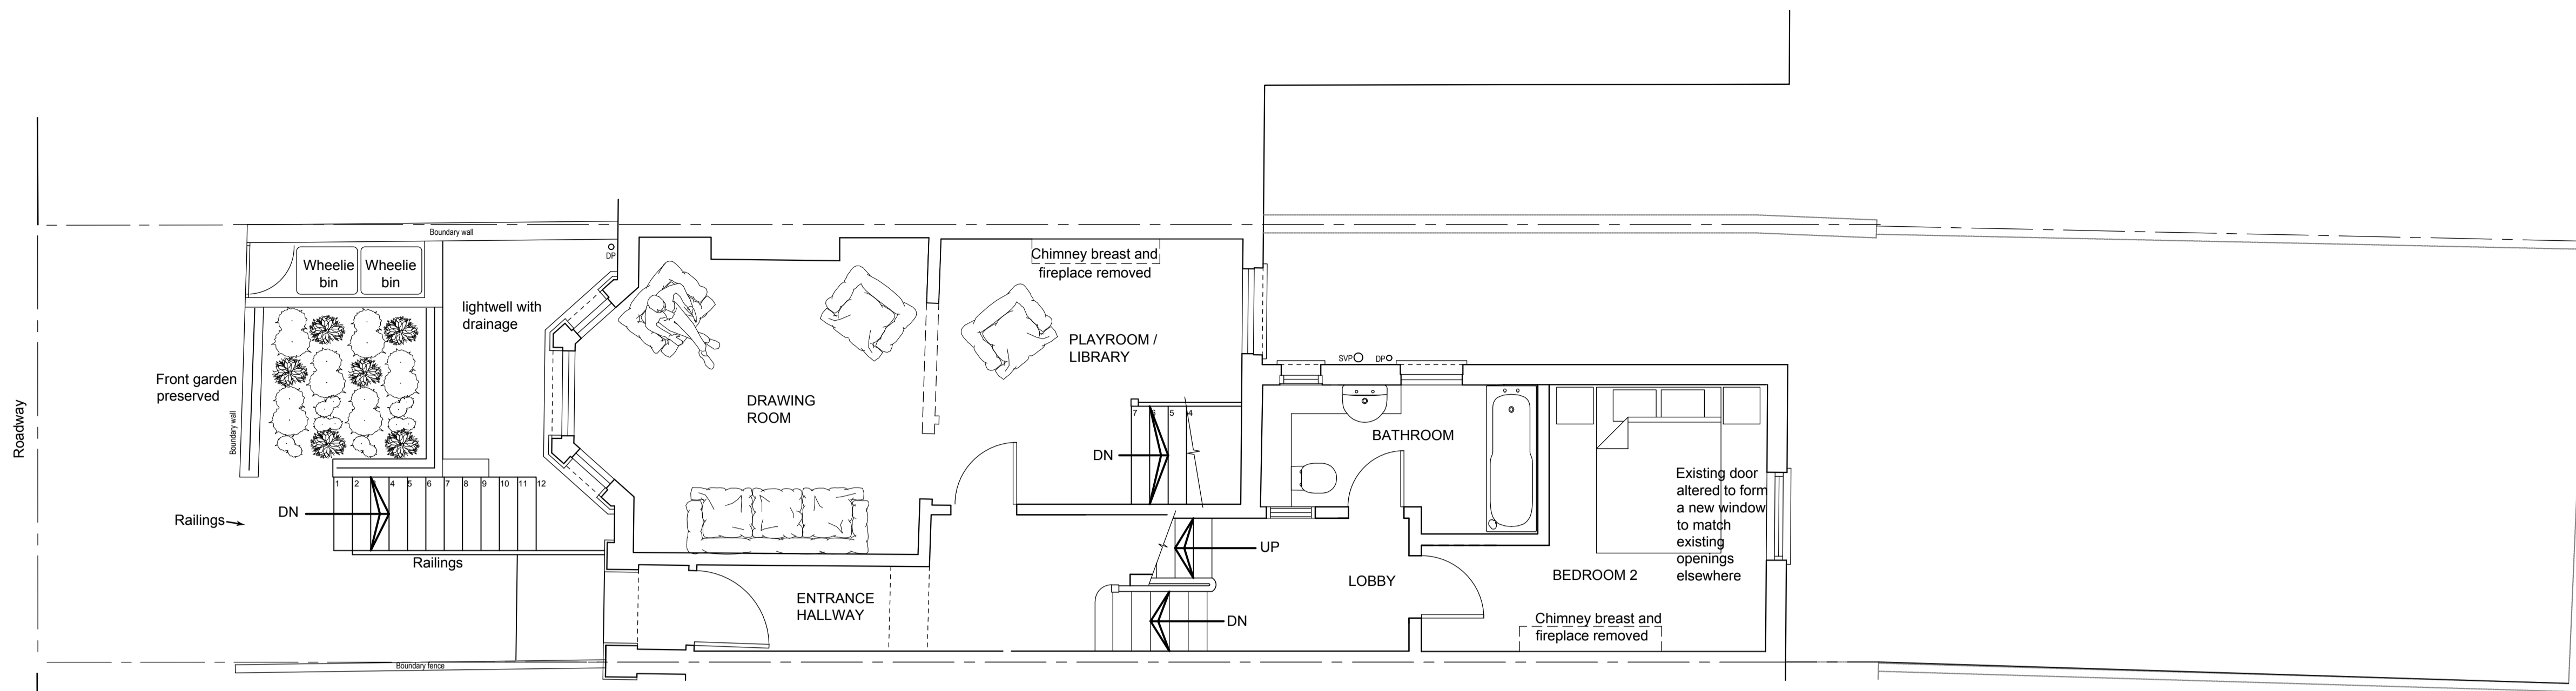 Roadway
Boundary wall
DP
Wheelie
bin
Wheelie
bin
lightwell with
drainage
Front garden
preserved
Boundary wall
Railings
DN
1 2 3 4 5 6 7 8 9 10 11 12
Railings
Boundary fence
DRAWING
ROOM
ENTRANCE
HALLWAY
Chimney breast and
fireplace removed
PLAYROOM /
LIBRARY
7 6 5 4
DN
UP
DN
LOBBY
SVP
DP
BATHROOM
BEDROOM 2
Existing door
altered to form
a new window
to match
existing
openings
elsewhere
Chimney breast and
fireplace removed